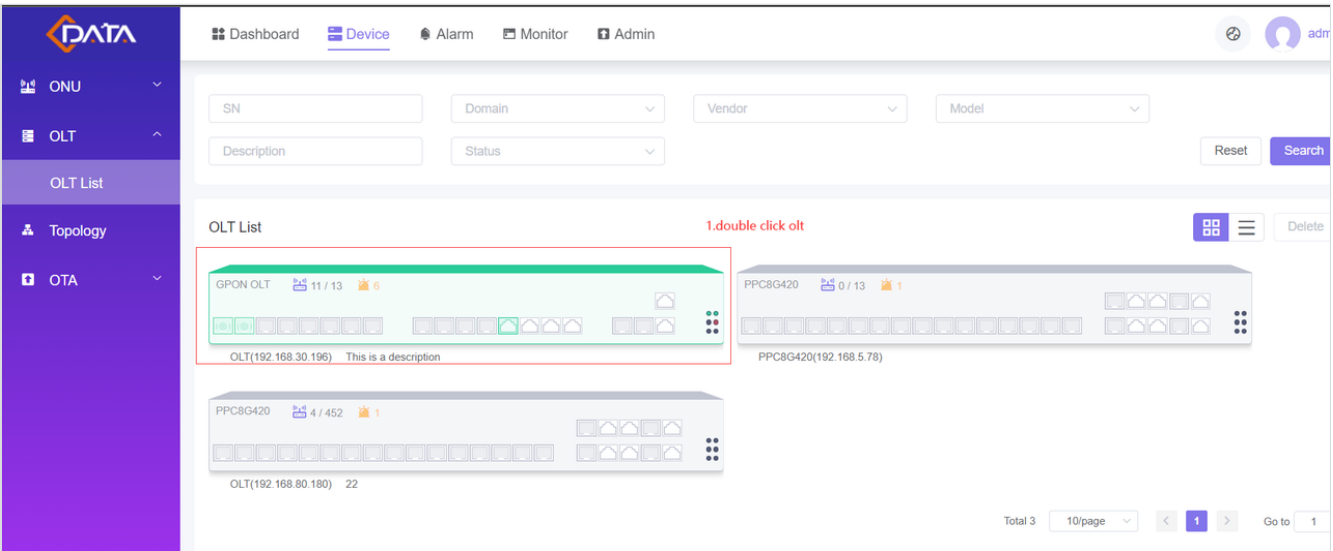 CDATA
Dashboard Device Alarm Monitor Admin adm
ONU
OLT
OLT List
Topology
OTA
SN Domain Vendor Model
Description Status Reset Search
OLT List 1.double click olt Delete
GPON OLT 11 / 13 6 PPC8G420 0 / 13 1
OLT(192.168.30.196) This is a description PPC8G420(192.168.5.78)
PPC8G420 4 / 452 1
OLT(192.168.80.180) 22
Total 3 10/page < 1 > Go to 1